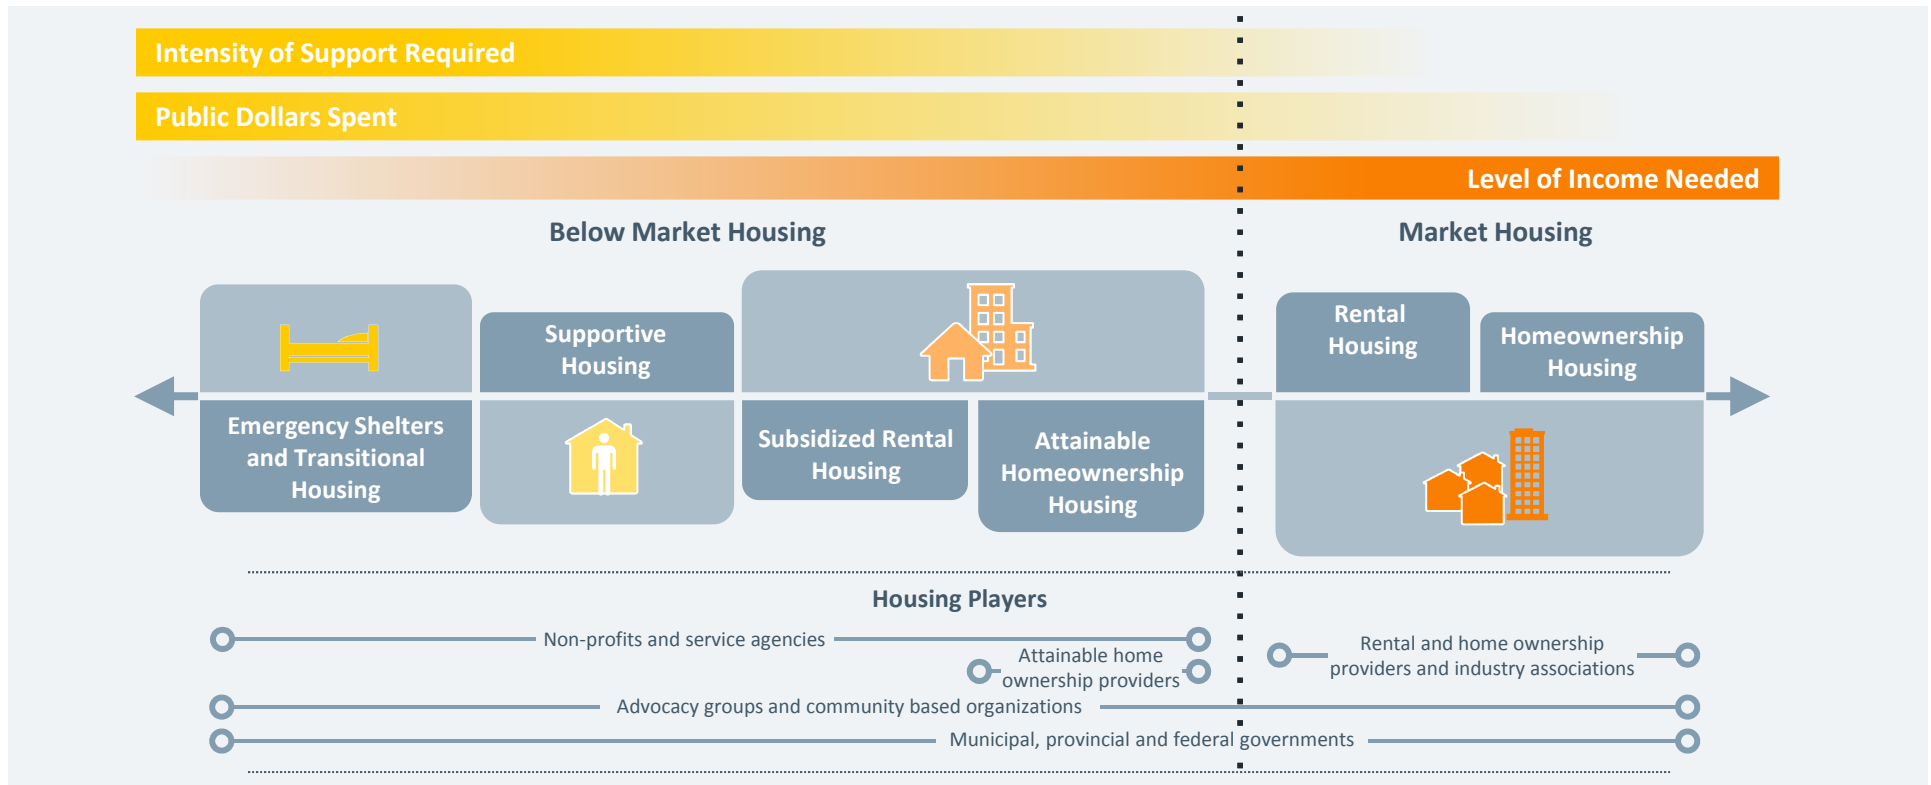 Intensity of Support Required
Public Dollars Spent
Level of Income Needed
Below Market Housing
Market Housing
Emergency Shelters
and Transitional
Housing
Supportive
Housing
Subsidized Rental
Housing
Attainable
Homeownership
Housing
Rental
Housing
Homeownership
Housing
Housing Players
Non-profits and service agencies
Attainable home
ownership providers
Rental and home ownership
providers and industry associations
Advocacy groups and community based organizations
Municipal, provincial and federal governments